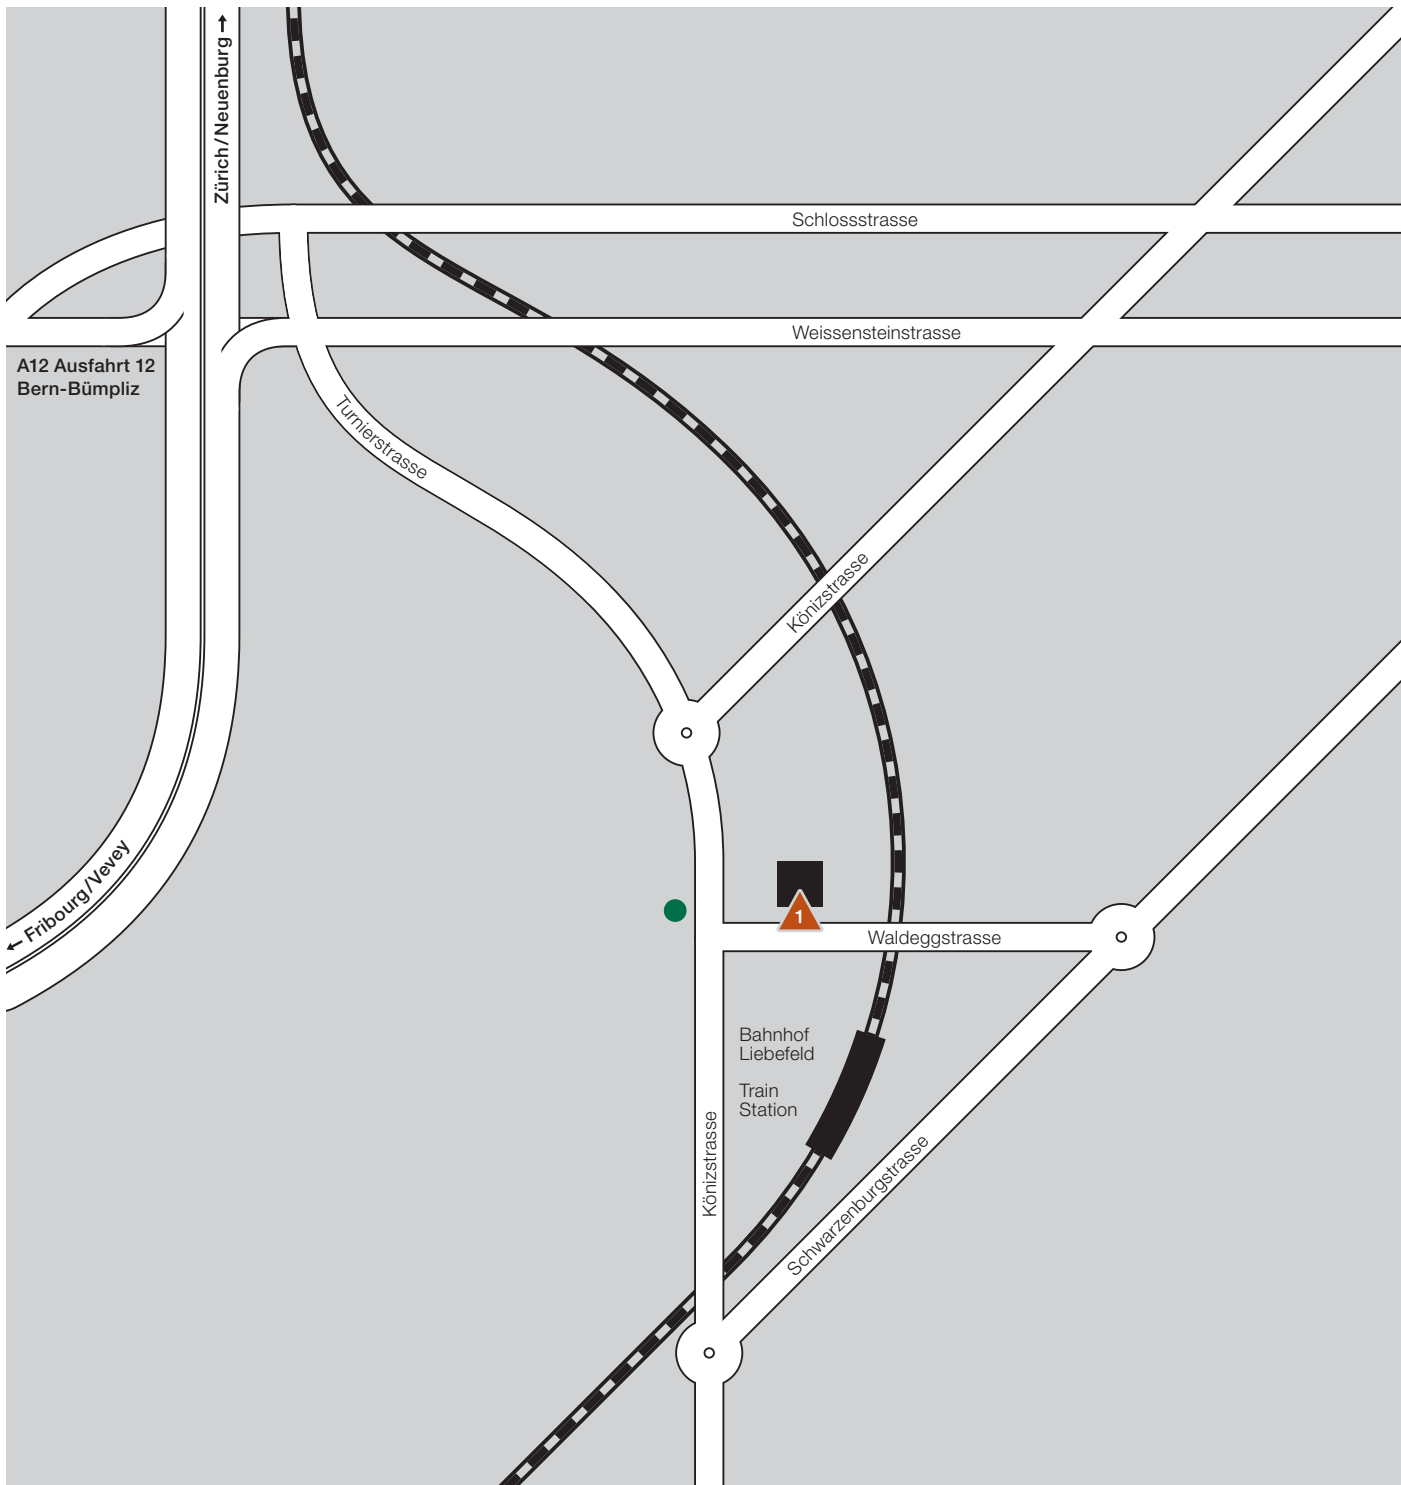 Zürich/Neuenburg →
Schlossstrasse
Weissensteinstrasse
A12 Ausfahrt 12
Bern-Bümpliz
Turnierstrasse
Könizstrasse
← Fribourg/Vevey
1
Waldeggstrasse
Bahnhof
Liebefeld
Train
Station
Könizstrasse
Schwarzenburgstrasse